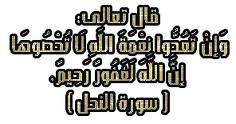 قال تعالى:
وَإِنْ تَعُدُّوا نِعْمَةَ اللَّهِ لَا تُحْصُوهَا
إِنَّ اللَّهَ لَغَفُورٌ رَحِيمٌ.
( سورة النحل )